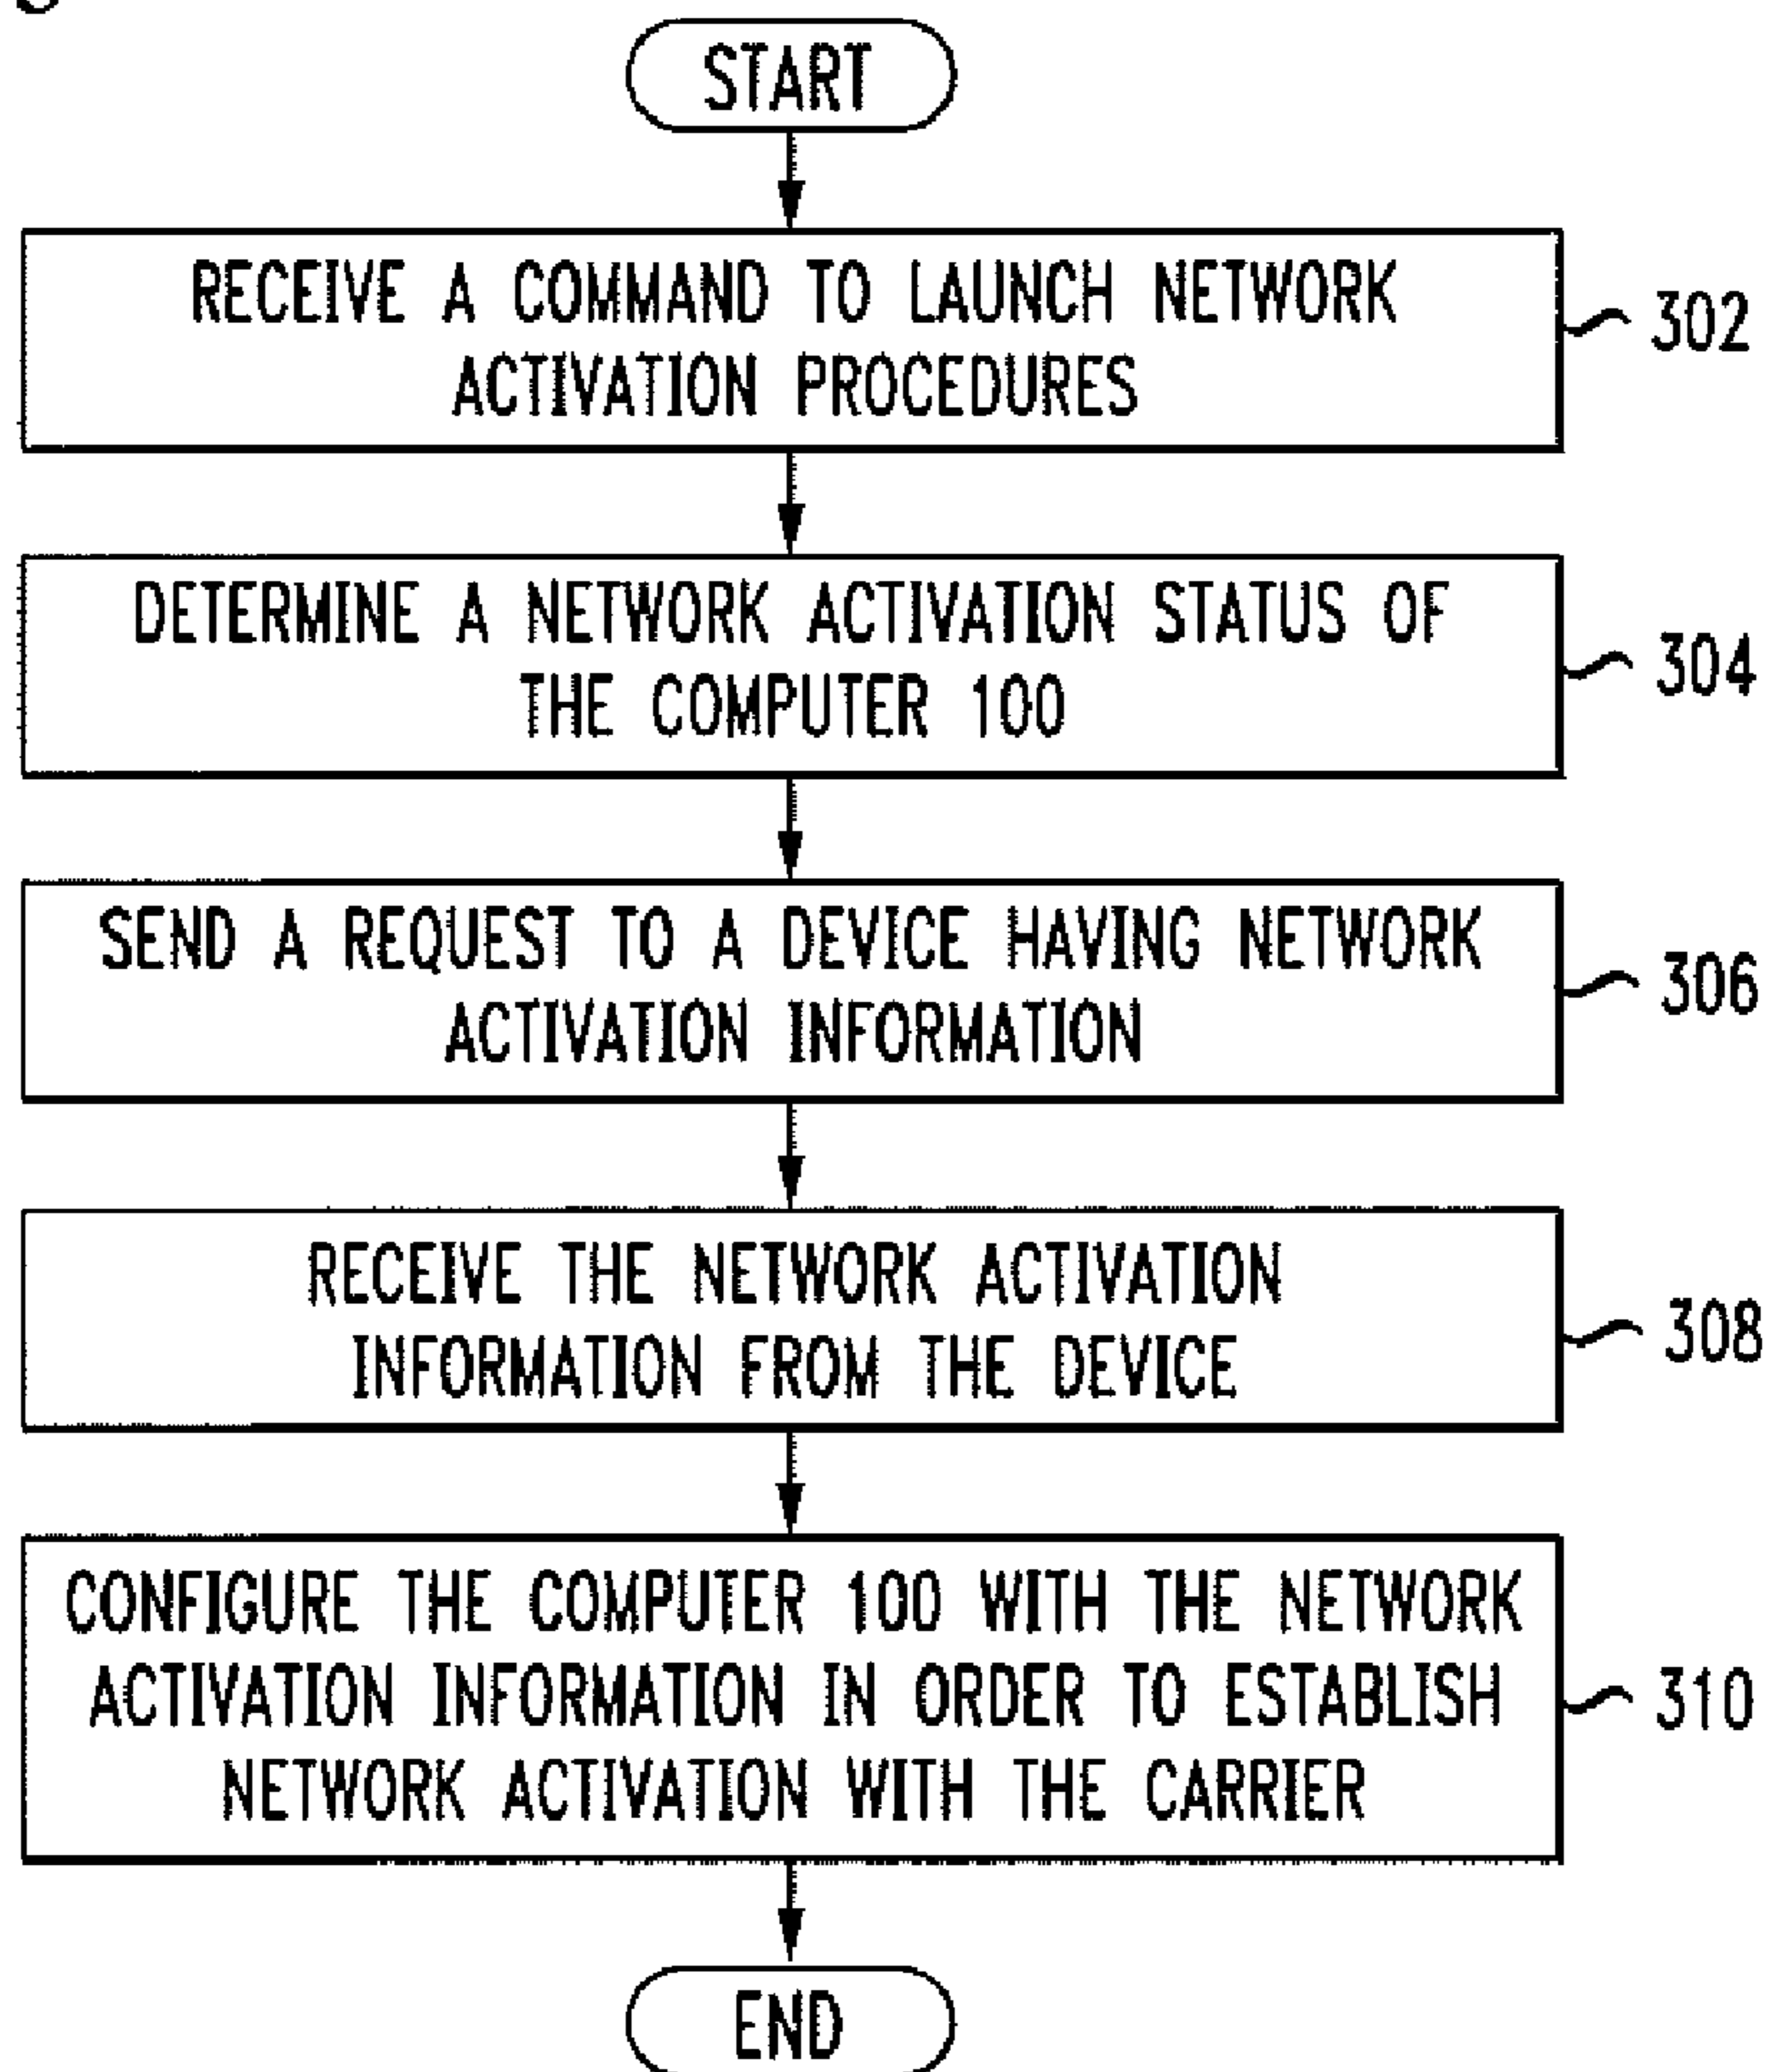 START
RECEIVE A COMMAND TO LAUNCH NETWORK
ACTIVATION PROCEDURES
302
DETERMINE A NETWORK ACTIVATION STATUS OF
THE COMPUTER 100
304
SEND A REQUEST TO A DEVICE HAVING NETWORK
ACTIVATION INFORMATION
306
RECEIVE THE NETWORK ACTIVATION
INFORMATION FROM THE DEVICE
308
CONFIGURE THE COMPUTER 100 WITH THE NETWORK
ACTIVATION INFORMATION IN ORDER TO ESTABLISH
NETWORK ACTIVATION WITH THE CARRIER
310
END